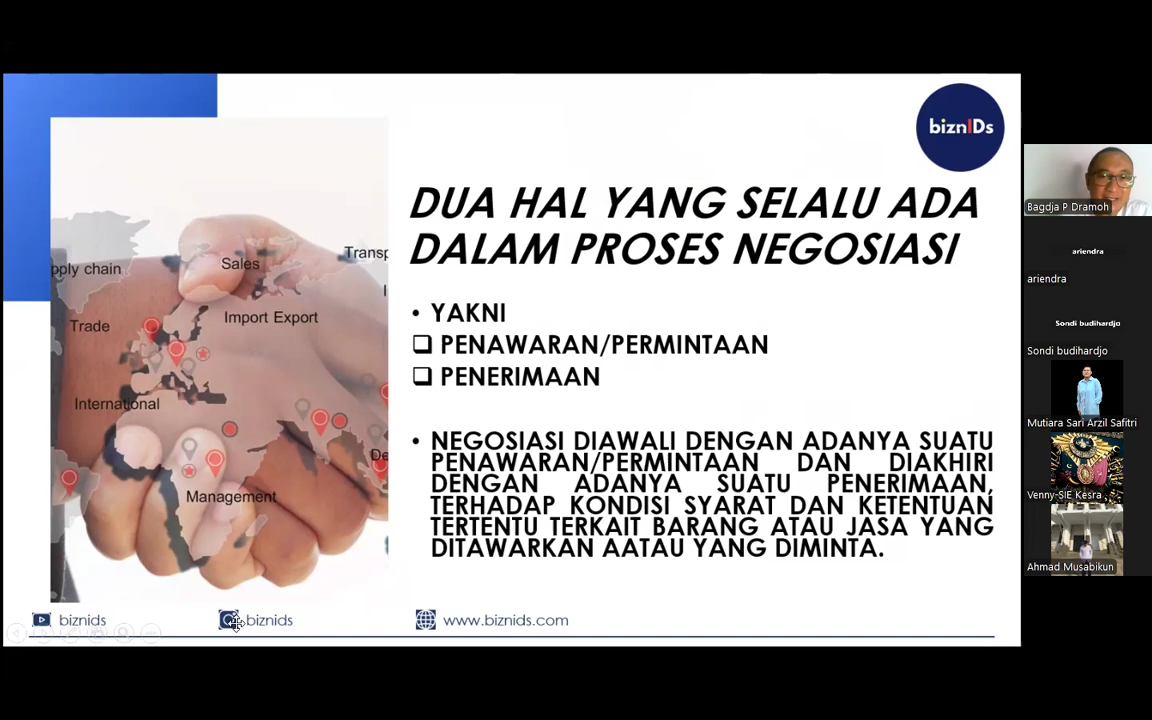 biznIDs
DUA HAL YANG SELALU ADA
DALAM PROSES NEGOSIASI
• YAKNI
❑ PENAWARAN/PERMINTAAN
❑ PENERIMAAN
• NEGOSIASI DIAWALI DENGAN ADANYA SUATU
PENAWARAN/PERMINTAAN DAN DIAKHIRI
DENGAN ADANYA SUATU PENERIMAAN,
TERHADAP KONDISI SYARAT DAN KETENTUAN
TERTENTU TERKAIT BARANG ATAU JASA YANG
DITAWARKAN AATAU YANG DIMINTA.
Transp
pply chain
Sales
Trade
Import Export
International
De
Management
biznids
biznids
www.biznids.com
Bagdja P Dramoh
ariendra
ariendra
Sondi budihardjo
Sondi budihardjo
Mutiara Sari Arzil Safitri
Venny-SIE Kesra
Ahmad Musabikun